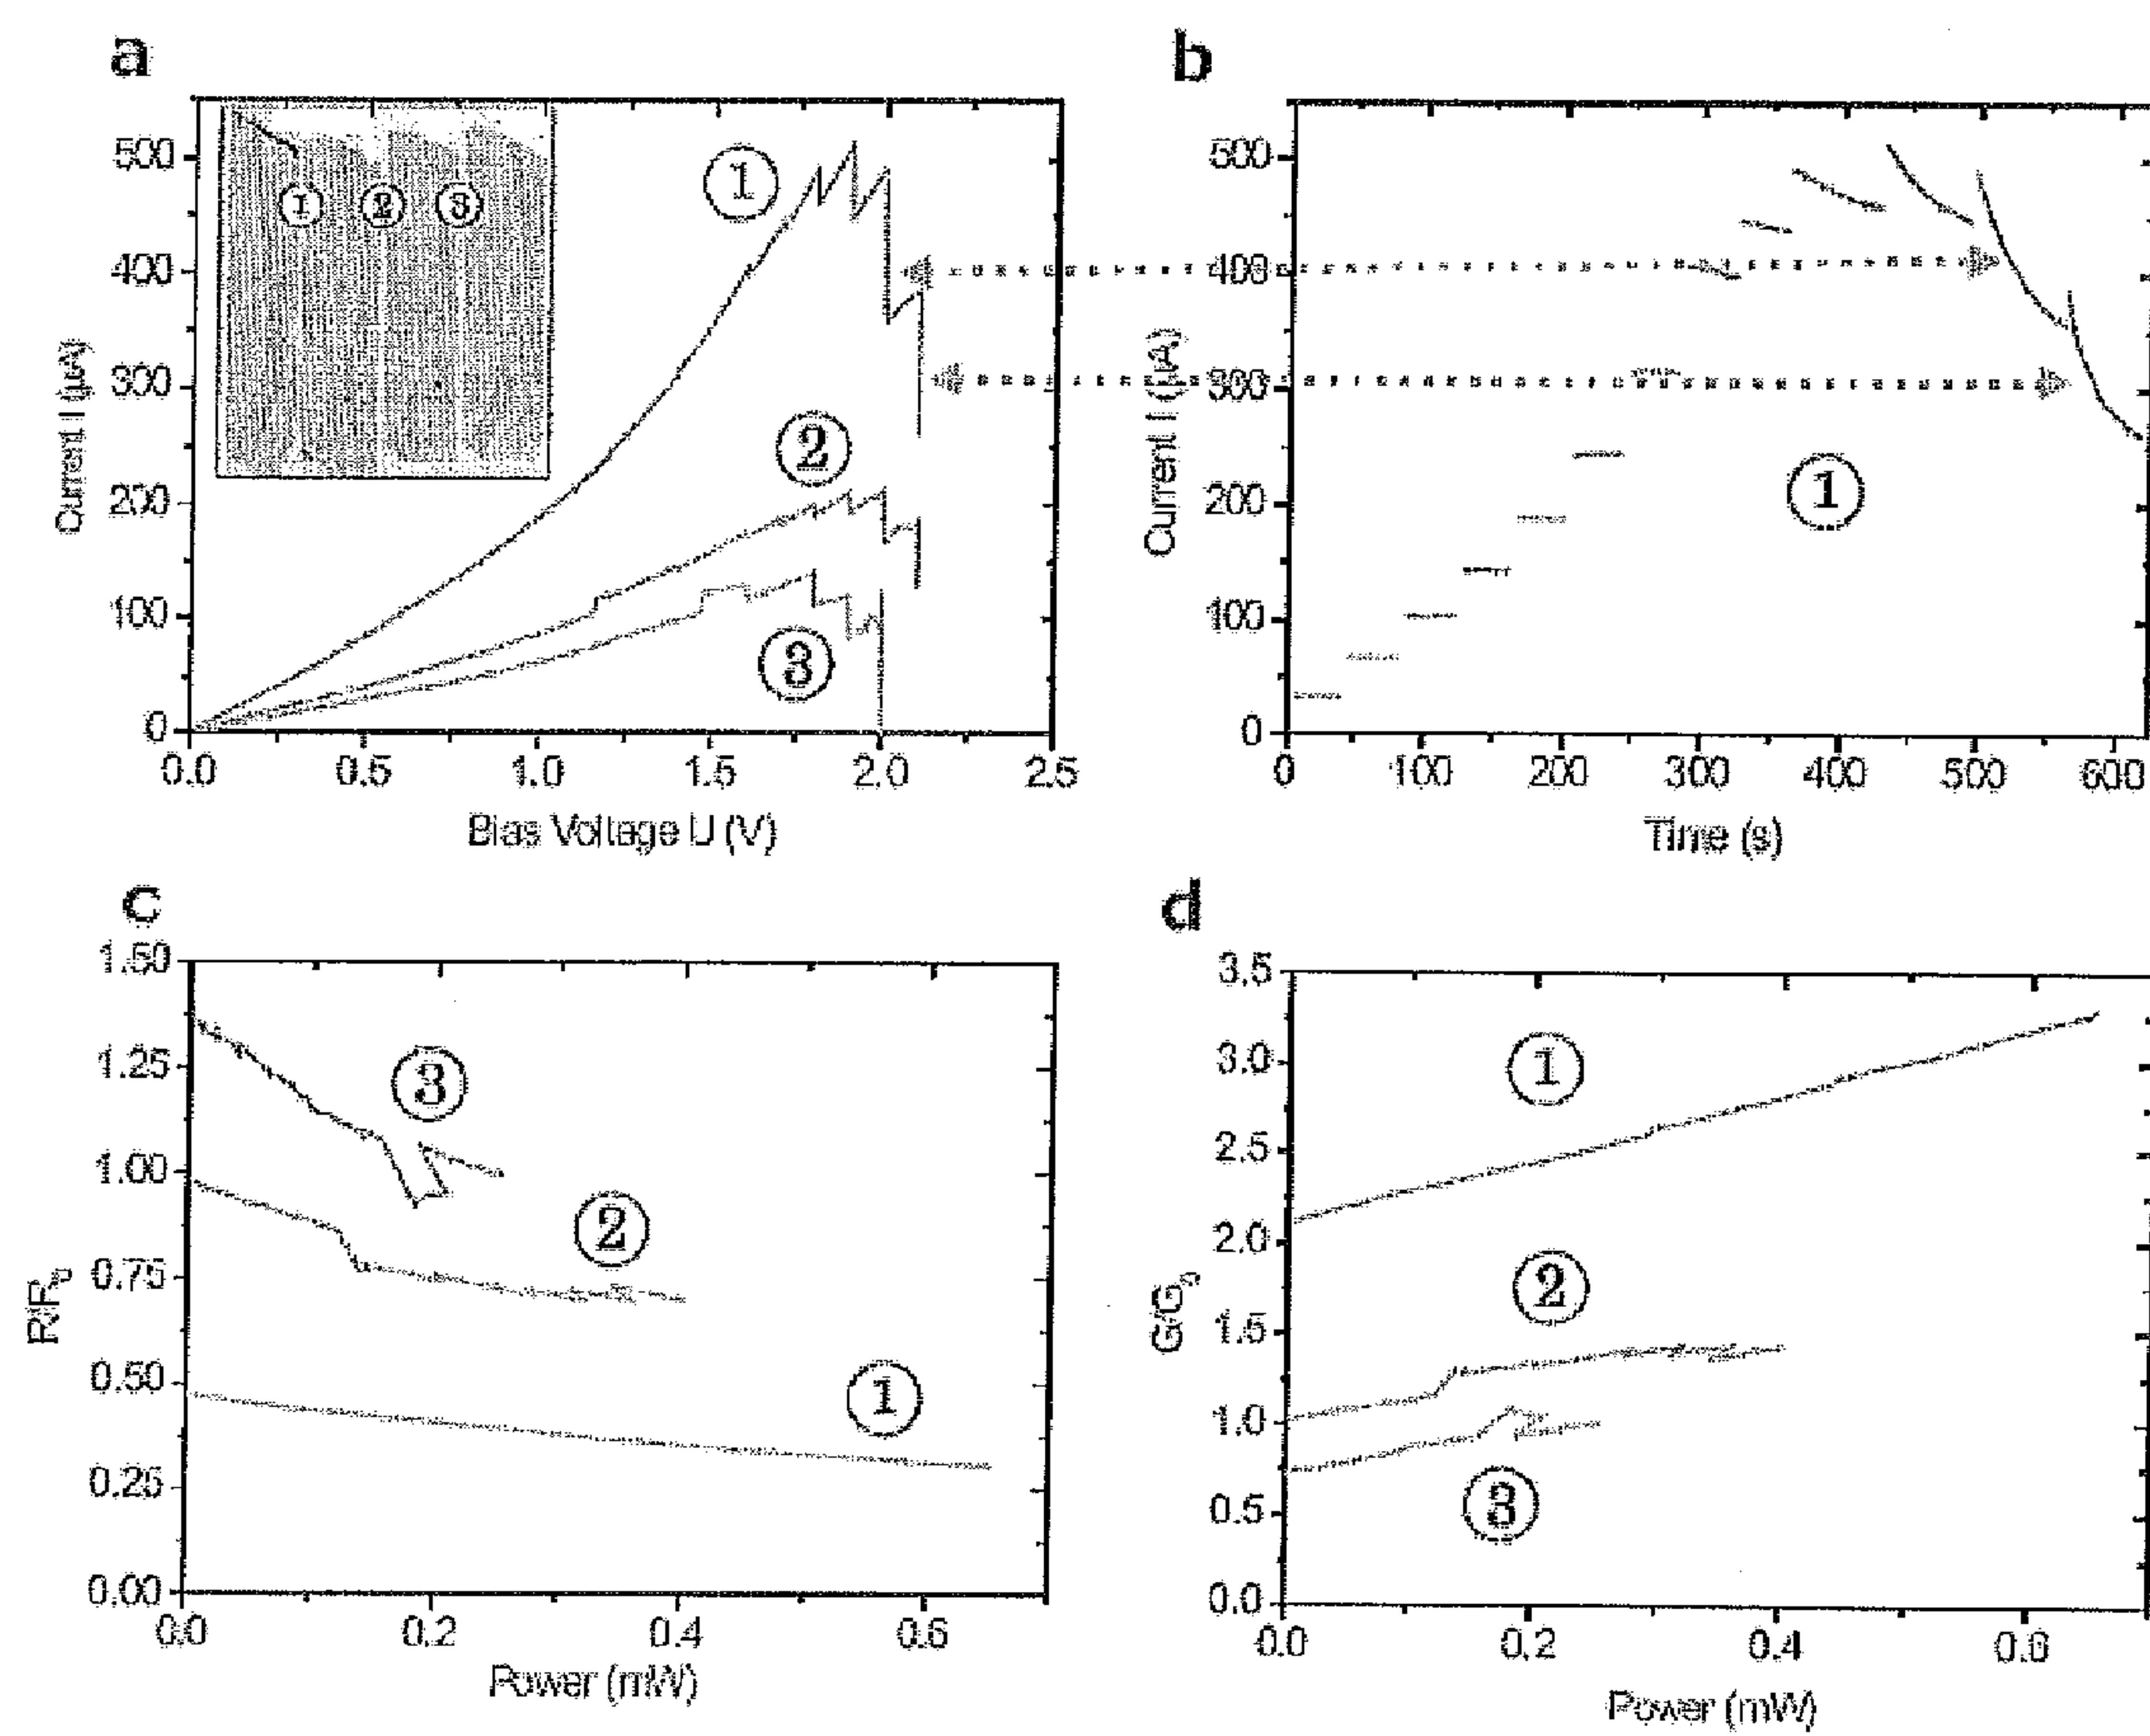 a
500
400
300
200
100
0
Current I (μA)
① ② ③
①
②
③
0.0 0.5 1.0 1.5 2.0 2.5
Bias Voltage U (V)
b
500
400
300
200
100
0
Current I (μA)
①
0 100 200 300 400 500 600
Time (s)
c
1.50
1.25
1.00
0.75
0.50
0.25
0.00
R/R₀
③
②
①
0.0 0.2 0.4 0.6
Power (mW)
d
3.5
3.0
2.5
2.0
1.5
1.0
0.5
0.0
G/G₀
①
②
③
0.0 0.2 0.4 0.6
Power (mW)